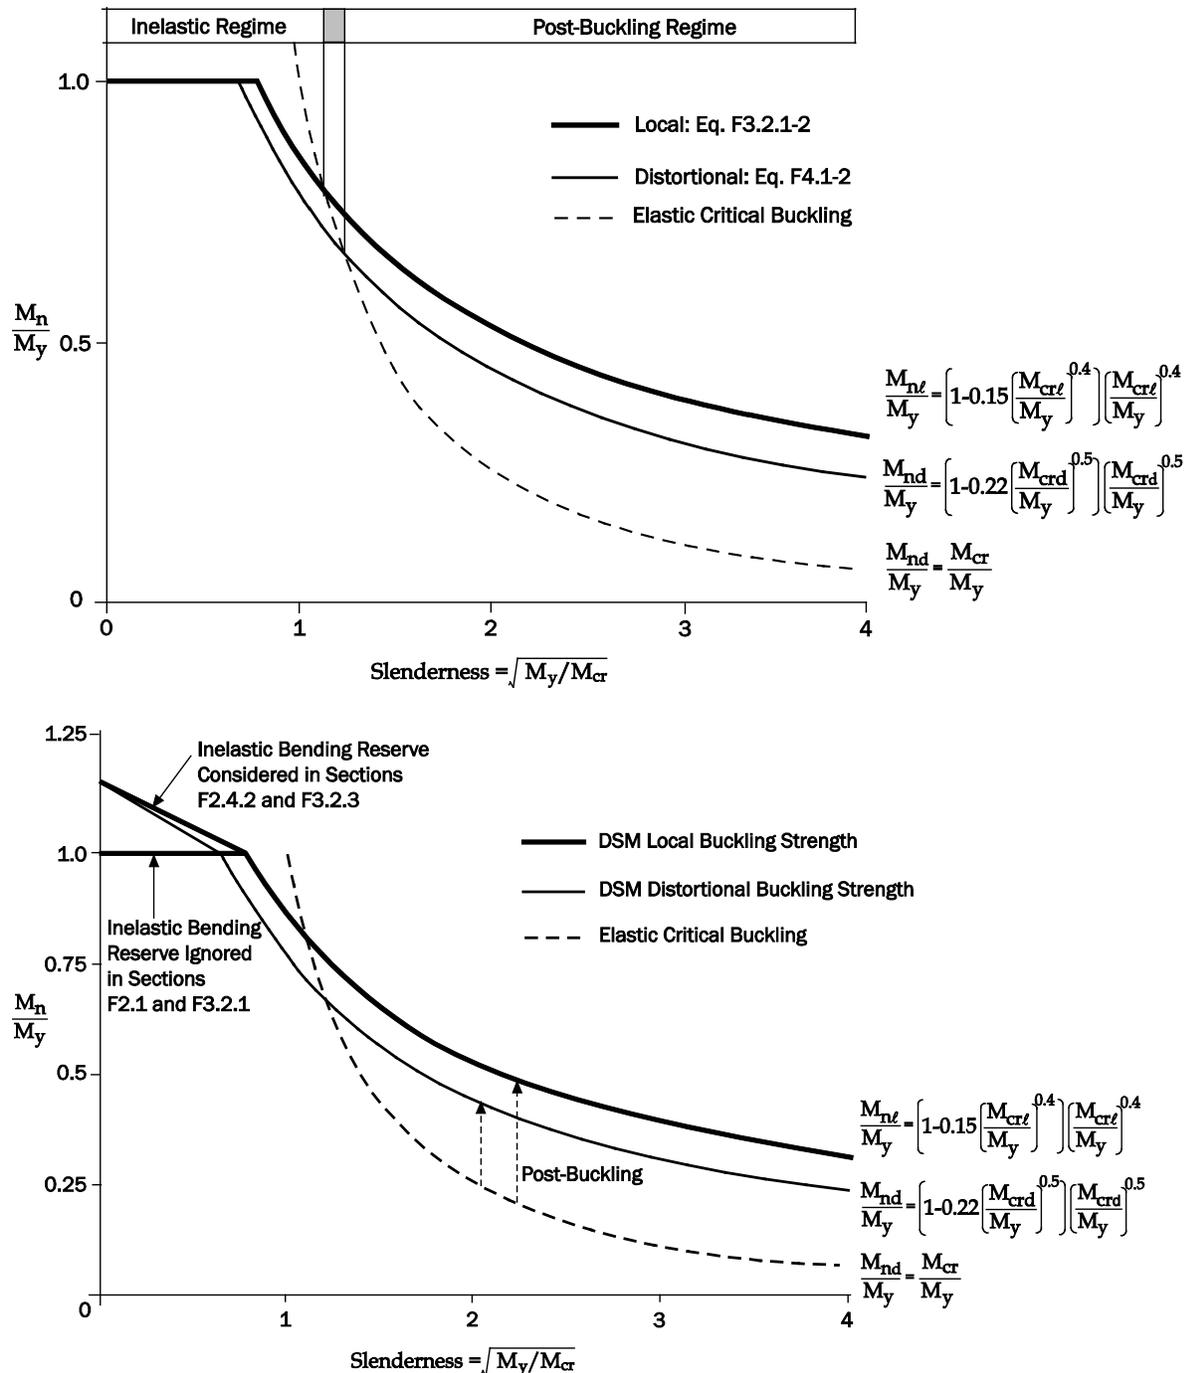 Inelastic Regime
Post-Buckling Regime
1.0
Local: Eq. F3.2.1-2
Distortional: Eq. F4.1-2
Elastic Critical Buckling
Mn
My
0.5
Mnℓ/My = (1-0.15(Mcrℓ/My)^0.4)(Mcrℓ/My)^0.4
Mnd/My = (1-0.22(Mcrd/My)^0.5)(Mcrd/My)^0.5
Mnd/My = Mcr/My
0
0 1 2 3 4
Slenderness = √My/Mcr
1.25
Inelastic Bending Reserve
Considered in Sections
F2.4.2 and F3.2.3
DSM Local Buckling Strength
1.0
DSM Distortional Buckling Strength
Elastic Critical Buckling
Inelastic Bending
Reserve Ignored
in Sections
F2.1 and F3.2.1
0.75
Mn
My
0.5
Mnℓ/My = (1-0.15(Mcrℓ/My)^0.4)(Mcrℓ/My)^0.4
Post-Buckling
0.25
Mnd/My = (1-0.22(Mcrd/My)^0.5)(Mcrd/My)^0.5
Mnd/My = Mcr/My
0
1 2 3 4
Slenderness = √My/Mcr